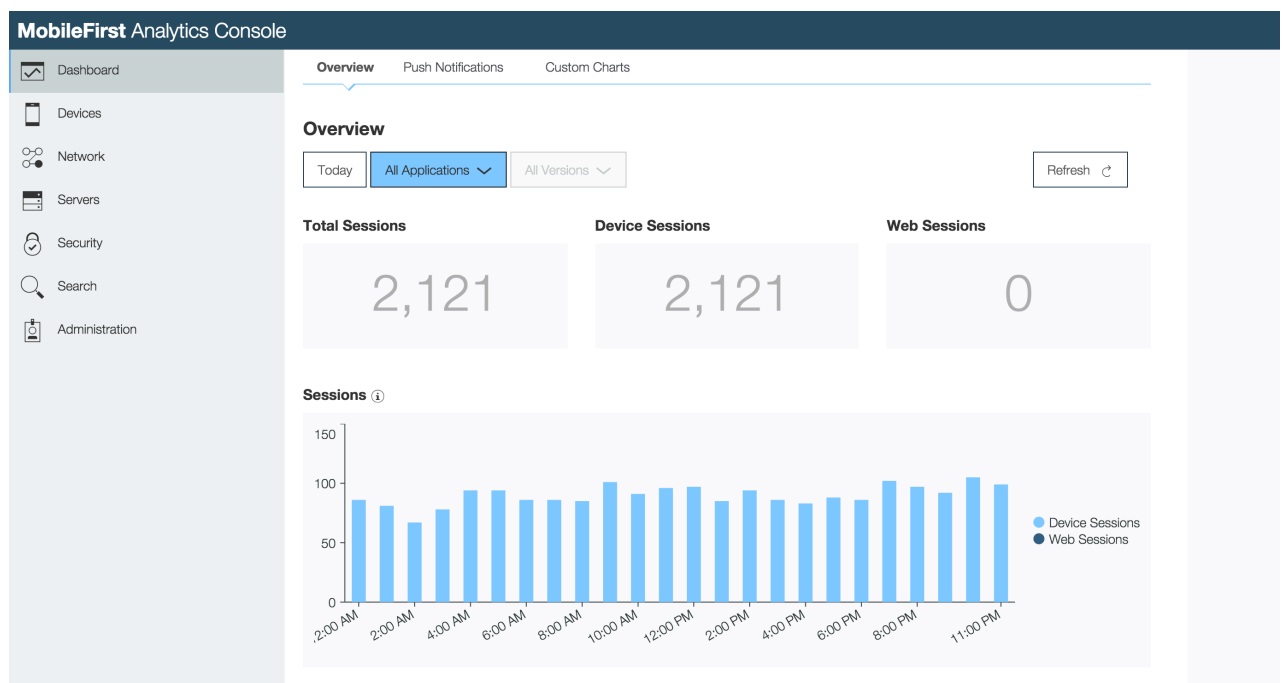 MobileFirst Analytics Console
Dashboard
Devices
Network
Servers
Security
Search
Administration
Overview Push Notifications Custom Charts
Overview
Today All Applications All Versions Refresh
Total Sessions Device Sessions Web Sessions
2,121 2,121 0
Sessions i
150
100
50
0
2:00 AM 2:00 AM 4:00 AM 6:00 AM 8:00 AM 10:00 AM 12:00 PM 2:00 PM 4:00 PM 6:00 PM 8:00 PM 11:00 PM
Device Sessions
Web Sessions